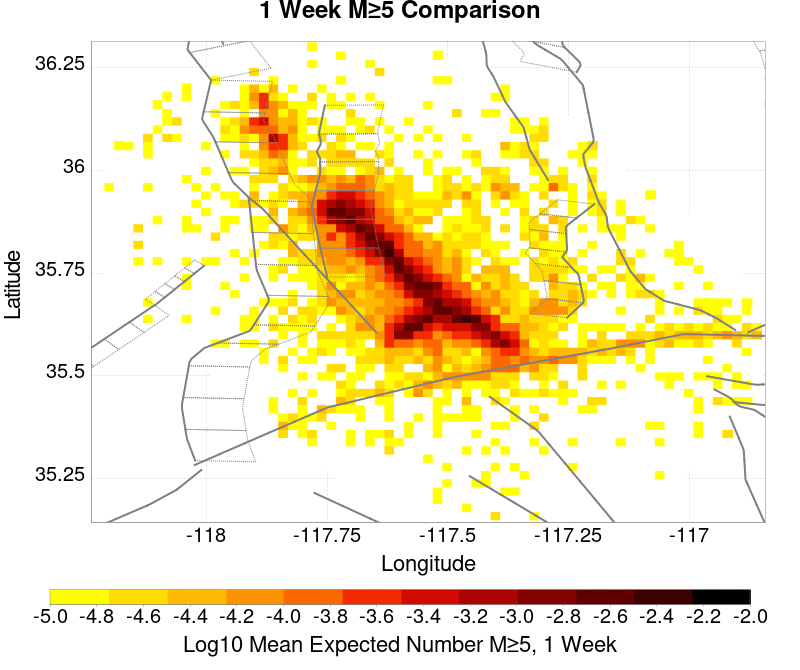 1 Week M≥5 Comparison
36.25
36
35.75
35.5
35.25
Latitude
-118 -117.75 -117.5 -117.25 -117
Longitude
-5.0 -4.8 -4.6 -4.4 -4.2 -4.0 -3.8 -3.6 -3.4 -3.2 -3.0 -2.8 -2.6 -2.4 -2.2 -2.0
Log10 Mean Expected Number M≥5, 1 Week